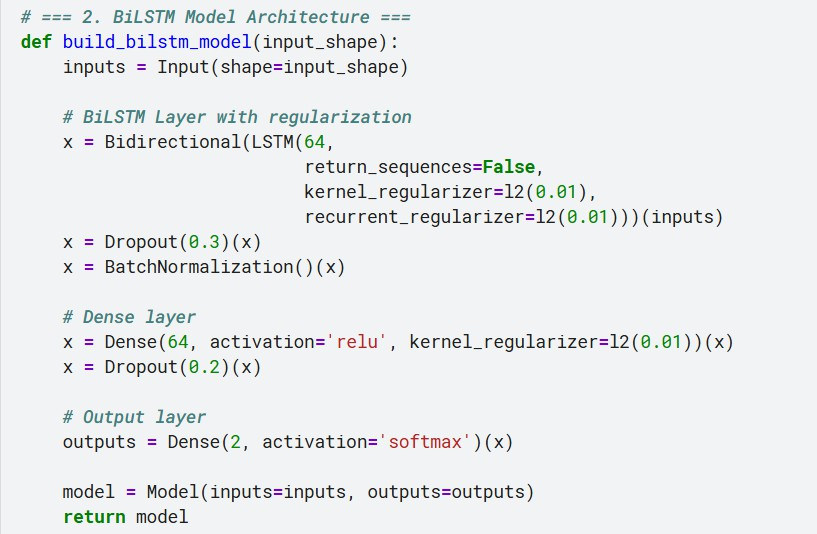 # === 2. BiLSTM Model Architecture ===
def build_bilstm_model(input_shape):
    inputs = Input(shape=input_shape)

    # BiLSTM Layer with regularization
    x = Bidirectional(LSTM(64,
                           return_sequences=False,
                           kernel_regularizer=l2(0.01),
                           recurrent_regularizer=l2(0.01)))(inputs)
    x = Dropout(0.3)(x)
    x = BatchNormalization()(x)

    # Dense layer
    x = Dense(64, activation='relu', kernel_regularizer=l2(0.01))(x)
    x = Dropout(0.2)(x)

    # Output layer
    outputs = Dense(2, activation='softmax')(x)

    model = Model(inputs=inputs, outputs=outputs)
    return model